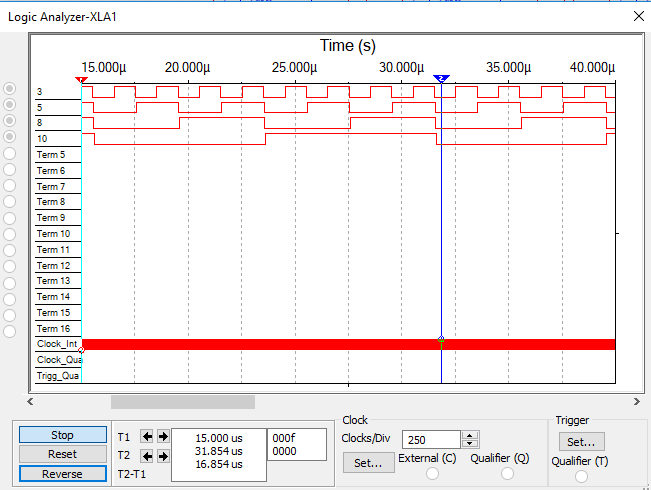 Logic Analyzer-XLA1
Time (s)
15.000µ 20.000µ 25.000µ 30.000µ 35.000µ 40.000µ
1 2
3
5
8
10
Term 5
Term 6
Term 7
Term 8
Term 9
Term 10
Term 11
Term 12
Term 13
Term 14
Term 15
Term 16
Clock_Int
Clock_Qua
Trigg_Qua
Stop
Reset
Reverse
T1
T2
T2-T1
15.000 us
31.854 us
16.854 us
000f
0000
Clock
Clocks/Div 250
Set...
External (C)
Qualifier (Q)
Trigger
Set...
Qualifier (T)